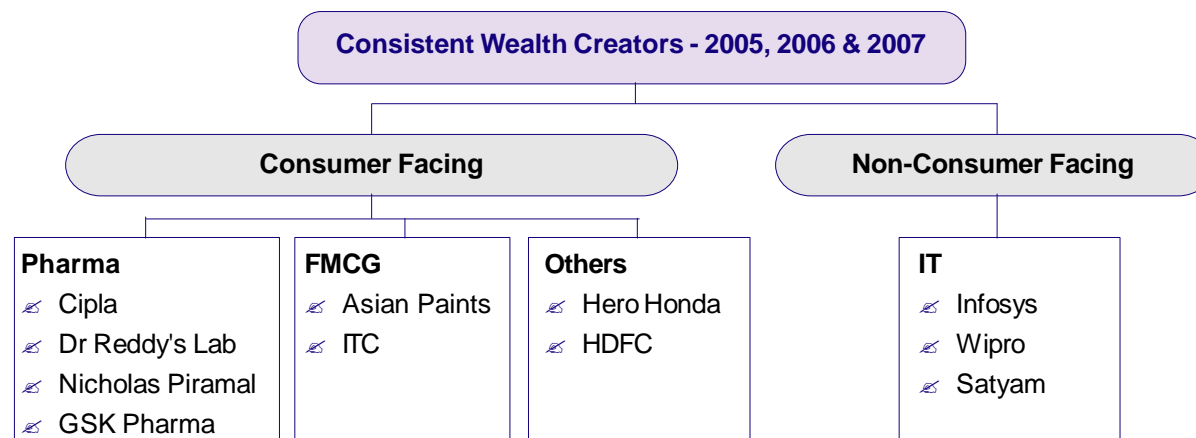 Consistent Wealth Creators - 2005, 2006 & 2007
Consumer Facing
Non-Consumer Facing
Pharma
Cipla
Dr Reddy's Lab
Nicholas Piramal
GSK Pharma
FMCG
Asian Paints
ITC
Others
Hero Honda
HDFC
IT
Infosys
Wipro
Satyam